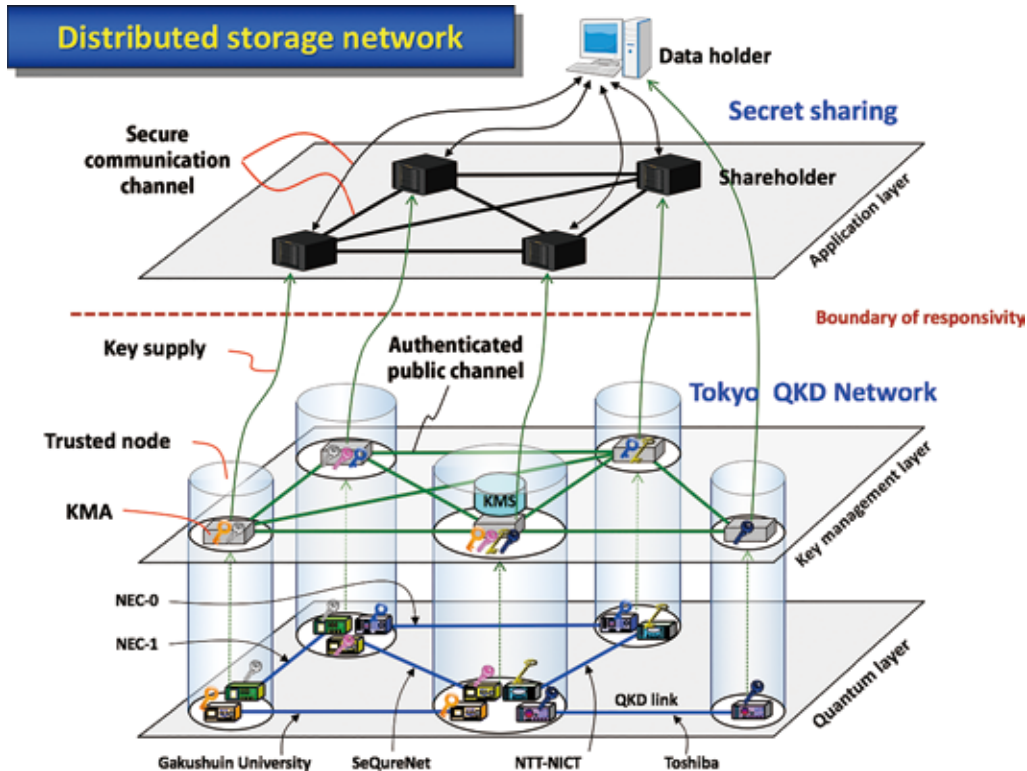 Distributed storage network
Data holder
Secret sharing
Secure
communication
channel
Shareholder
Application layer
Boundary of responsivity
Key supply
Authenticated
public channel
Tokyo QKD Network
Trusted node
KMS
KMA
Key management layer
NEC-0
NEC-1
QKD link
Quantum layer
Gakushuin University
SeQureNet
NTT-NICT
Toshiba